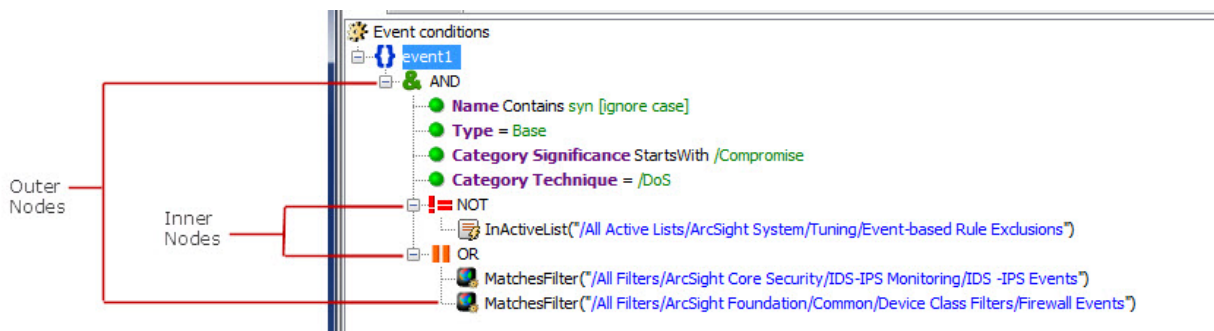 Event conditions
event1
AND
Name Contains syn [ignore case]
Type = Base
Category Significance StartsWith /Compromise
Category Technique = /DoS
Outer
Nodes
Inner
Nodes
!= NOT
InActiveList("/All Active Lists/ArcSight System/Tuning/Event-based Rule Exclusions")
OR
MatchesFilter("/All Filters/ArcSight Core Security/IDS-IPS Monitoring/IDS -IPS Events")
MatchesFilter("/All Filters/ArcSight Foundation/Common/Device Class Filters/Firewall Events")